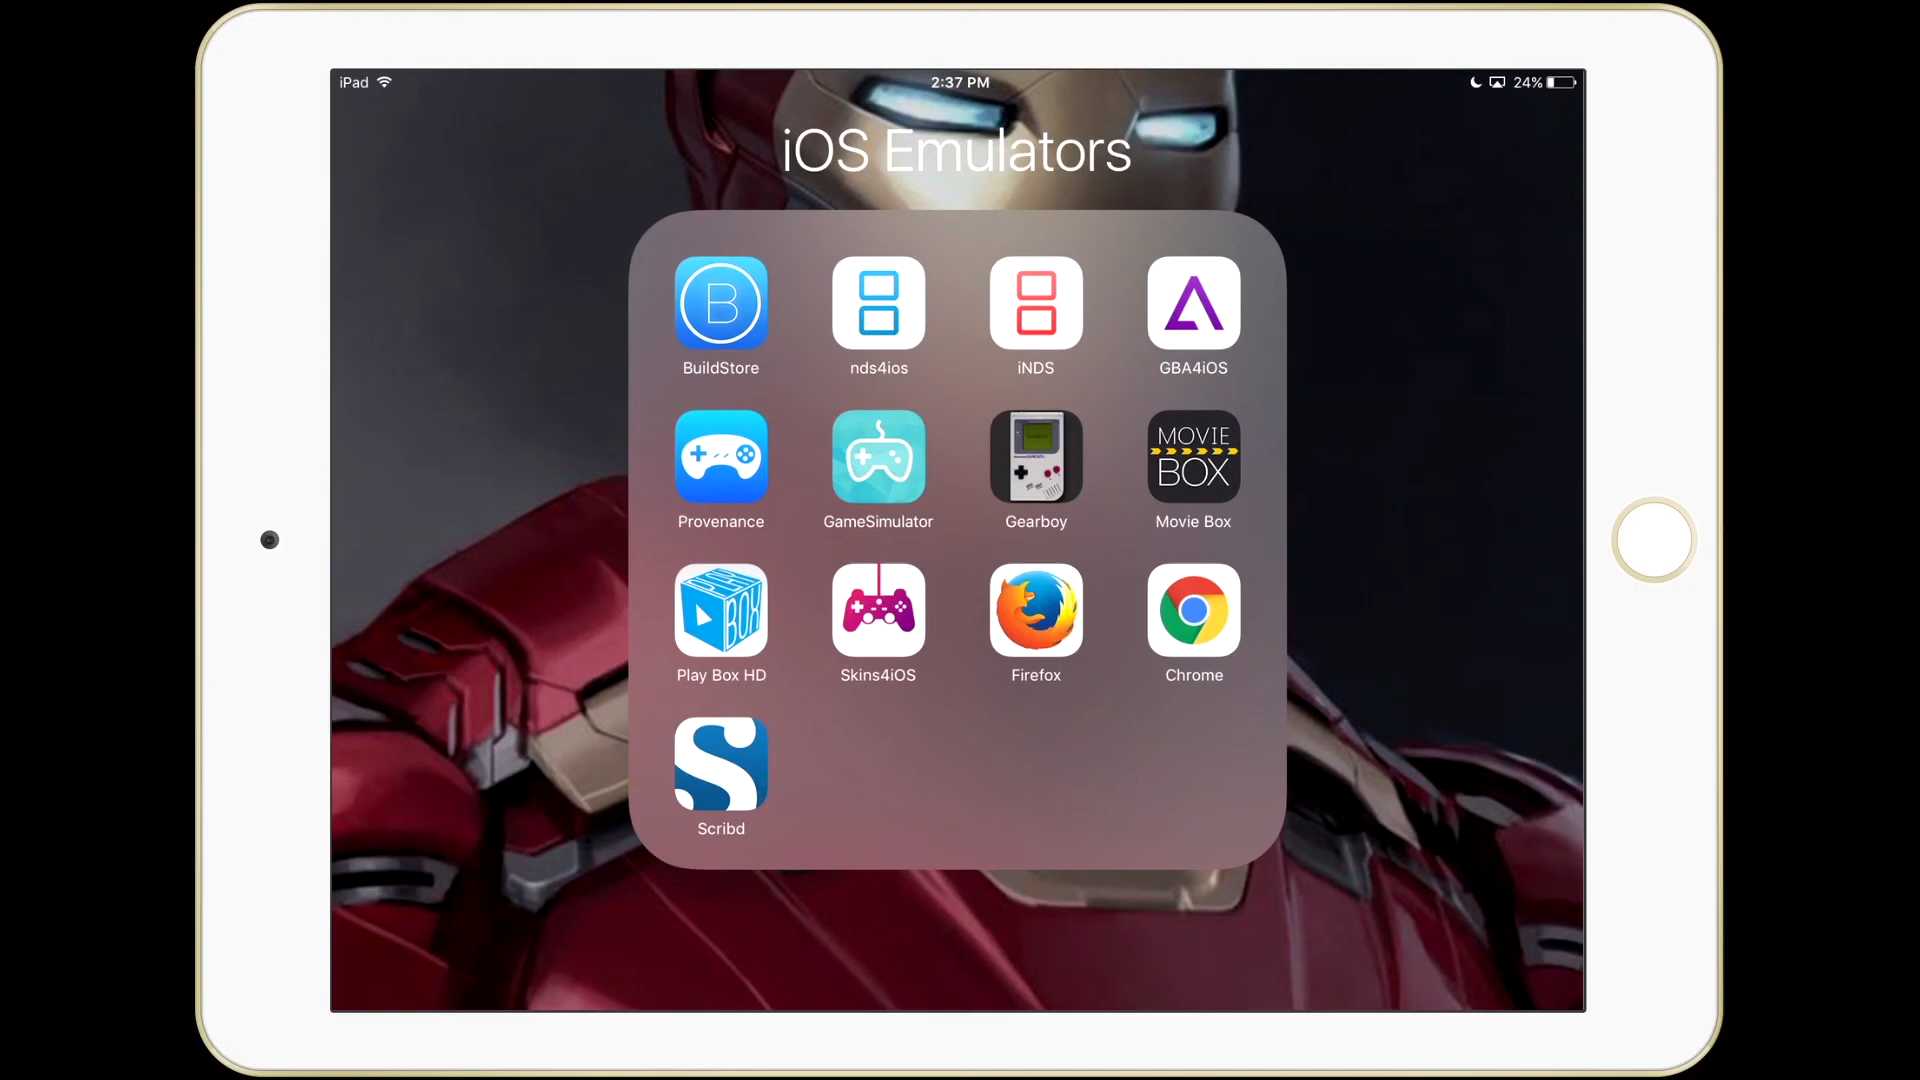 iPad 2:37 PM 24%
iOS Emulators
B
BuildStore nds4ios iNDS GBA4iOS
MOVIE
BOX
Provenance GameSimulator Gearboy Movie Box
BOX
Play Box HD Skins4iOS Firefox Chrome
S
Scribd